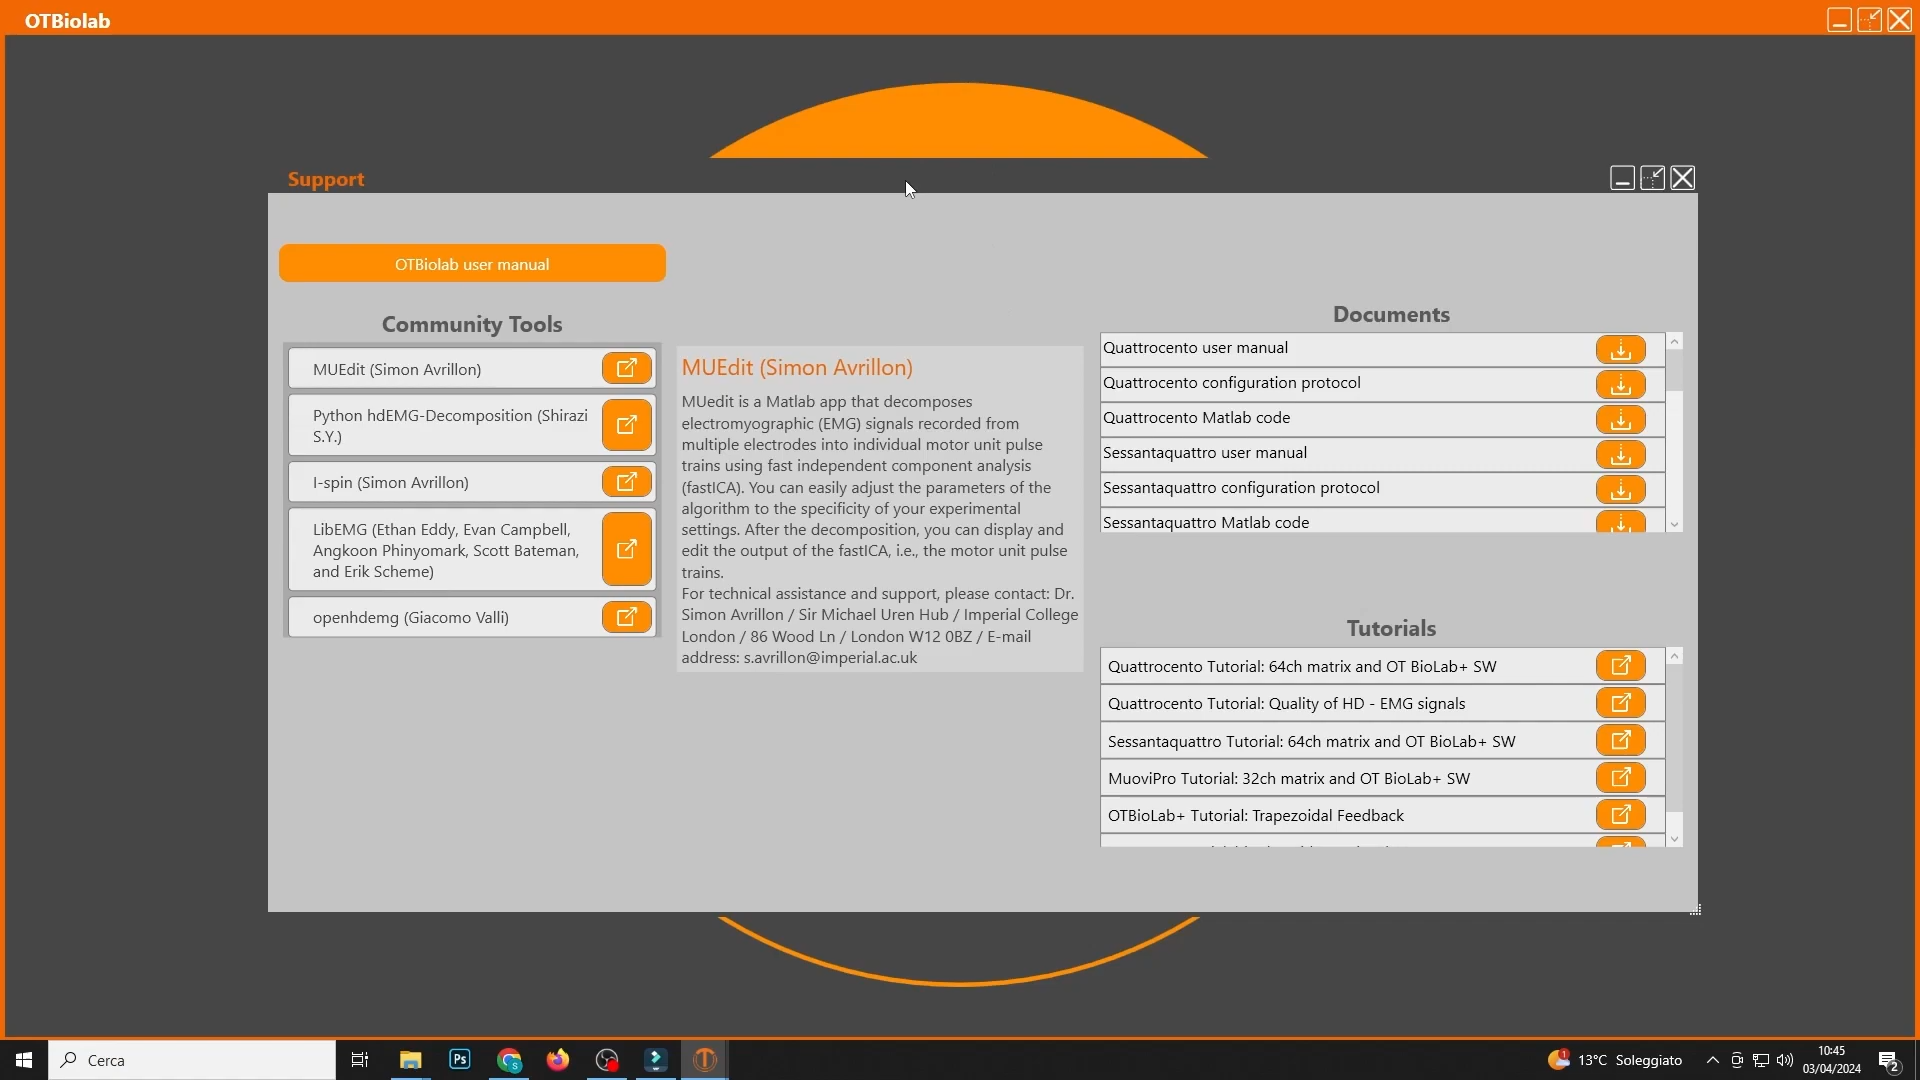 OTBiolab
Support
OTBiolab user manual
Community Tools
MUEdit (Simon Avrillon)
Python hdEMG-Decomposition (Shirazi
S.Y.)
I-spin (Simon Avrillon)
LibEMG (Ethan Eddy, Evan Campbell,
Angkoon Phinyomark, Scott Bateman,
and Erik Scheme)
openhdemg (Giacomo Valli)
MUEdit (Simon Avrillon)
MUedit is a Matlab app that decomposes
electromyographic (EMG) signals recorded from
multiple electrodes into individual motor unit pulse
trains using fast independent component analysis
(fastICA). You can easily adjust the parameters of the
algorithm to the specificity of your experimental
settings. After the decomposition, you can display and
edit the output of the fastICA, i.e., the motor unit pulse
trains.
For technical assistance and support, please contact: Dr.
Simon Avrillon / Sir Michael Uren Hub / Imperial College
London / 86 Wood Ln / London W12 0BZ / E-mail
address: s.avrillon@imperial.ac.uk
Documents
Quattrocento user manual
Quattrocento configuration protocol
Quattrocento Matlab code
Sessantaquattro user manual
Sessantaquattro configuration protocol
Sessantaquattro Matlab code
Tutorials
Quattrocento Tutorial: 64ch matrix and OT BioLab+ SW
Quattrocento Tutorial: Quality of HD - EMG signals
Sessantaquattro Tutorial: 64ch matrix and OT BioLab+ SW
MuoviPro Tutorial: 32ch matrix and OT BioLab+ SW
OTBioLab+ Tutorial: Trapezoidal Feedback
Cerca
Ps
S
1
13°C Soleggiato
10:45
03/04/2024
2